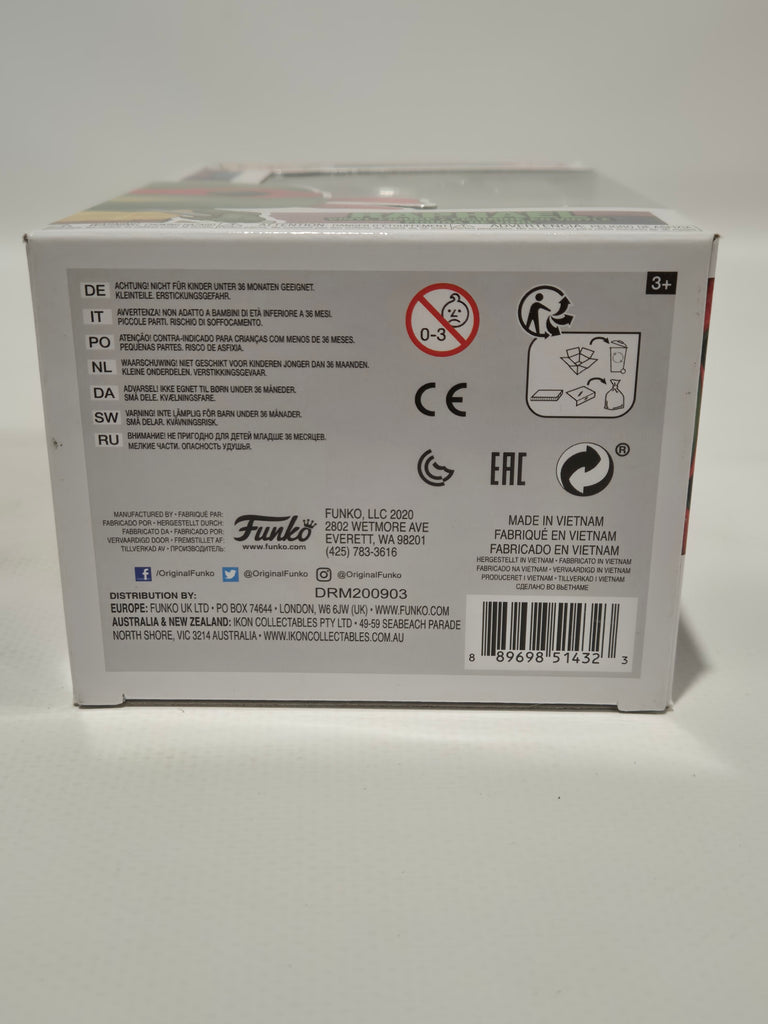 RAPHAEL
3+
DE ACHTUNG! NICHT FÜR KINDER UNTER 36 MONATEN GEEIGNET.
KLEINTEILE. ERSTICKUNGSGEFAHR.
IT AVVERTENZA! NON ADATTO A BAMBINI DI ETÀ INFERIORE A 36 MESI.
PICCOLE PARTI. RISCHIO DI SOFFOCAMENTO.
PO ATENÇÃO! CONTRA-INDICADO PARA CRIANÇAS COM MENOS DE 36 MESES.
PEQUENAS PARTES. RISCO DE ASFIXIA.
NL WAARSCHUWING! NIET GESCHIKT VOOR KINDEREN JONGER DAN 36 MAANDEN.
KLEINE ONDERDELEN. VERSTIKKINGSGEVAAR.
DA ADVARSEL! IKKE EGNET TIL BØRN UNDER 36 MÅNEDER.
SMÅ DELE. KVÆLNINGSFARE.
SW VARNING! INTE LÄMPLIG FÖR BARN UNDER 36 MÅNADER.
SMÅ DELAR. KVÄVNINGSRISK.
RU ВНИМАНИЕ! НЕ ПРИГОДНО ДЛЯ ДЕТЕЙ МЛАДШЕ 36 МЕСЯЦЕВ.
МЕЛКИЕ ЧАСТИ. ОПАСНОСТЬ УДУШЬЯ.
0-3
CE
EAC
®
MANUFACTURED BY • FABRIQUÉ PAR:
FABRICADO POR • HERGESTELLT DURCH:
FABBRICATO DA • FABRICADO POR:
VERVAARDIGD DOOR • FREMSTILLET AF:
TILLVERKAD AV • ПРОИЗВОДИТЕЛЬ:
Funko
www.funko.com
FUNKO, LLC 2020
2802 WETMORE AVE
EVERETT, WA 98201
(425) 783-3616
MADE IN VIETNAM
FABRIQUÉ EN VIETNAM
FABRICADO EN VIETNAM
HERGESTELLT IN VIETNAM • FABBRICATO IN VIETNAM
FABRICADO NA VIETNAM • VERVAARDIGD IN VIETNAM
PRODUCERET I VIETNAM • TILLVERKAD I VIETNAM
СДЕЛАНО ВО ВЬЕТНАМЕ
/OriginalFunko @OriginalFunko @OriginalFunko
DRM200903
DISTRIBUTION BY:
EUROPE: FUNKO UK LTD • PO BOX 74644 • LONDON, W6 6JW (UK) • WWW.FUNKO.COM
AUSTRALIA & NEW ZEALAND: IKON COLLECTABLES PTY LTD • 49-59 SEABEACH PARADE
NORTH SHORE, VIC 3214 AUSTRALIA • WWW.IKONCOLLECTABLES.COM.AU
8 89698 51432 3